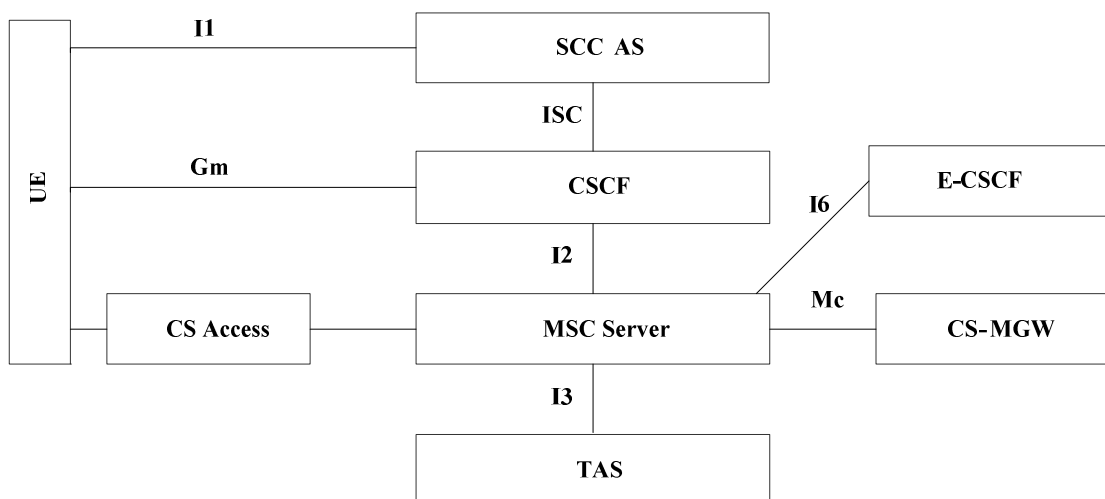 I1
SCC AS
ISC
Gm
CSCF
E-CSCF
UE
I6
I2
Mc
CS Access
MSC Server
CS-MGW
I3
TAS